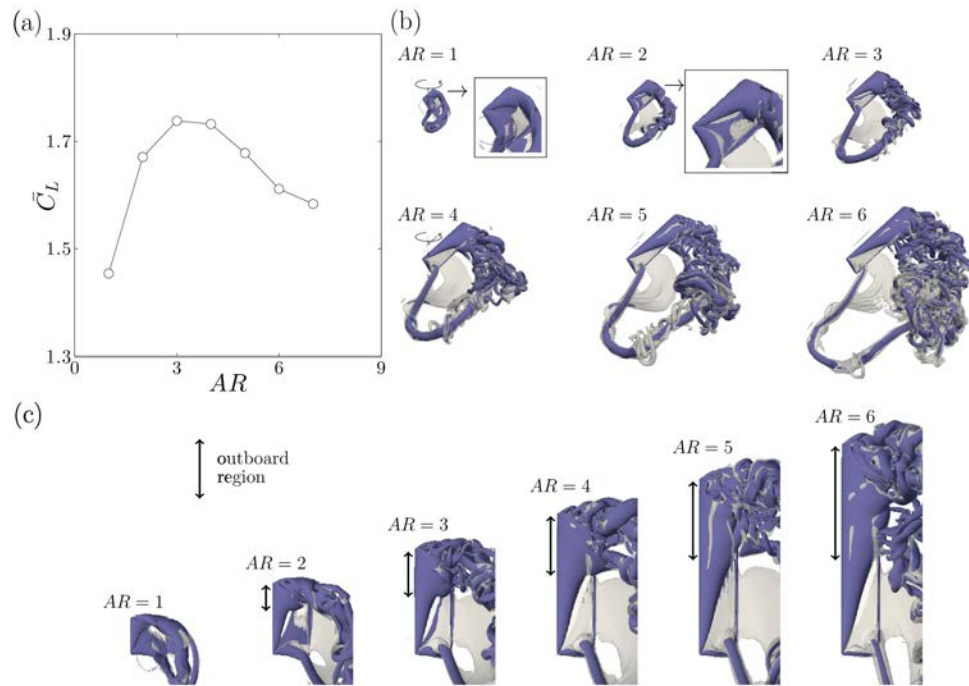 (a)
1.9
1.7
1.5
1.3
C̄_L
0
3
6
9
AR
(b)
AR = 1
AR = 2
AR = 3
AR = 4
AR = 5
AR = 6
(c)
outboard
region
AR = 1
AR = 2
AR = 3
AR = 4
AR = 5
AR = 6